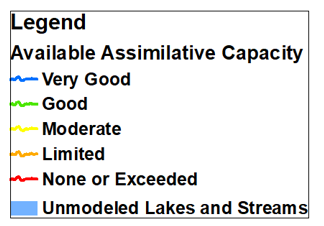 Legend
Available Assimilative Capacity
Very Good
Good
Moderate
Limited
None or Exceeded
Unmodeled Lakes and Streams